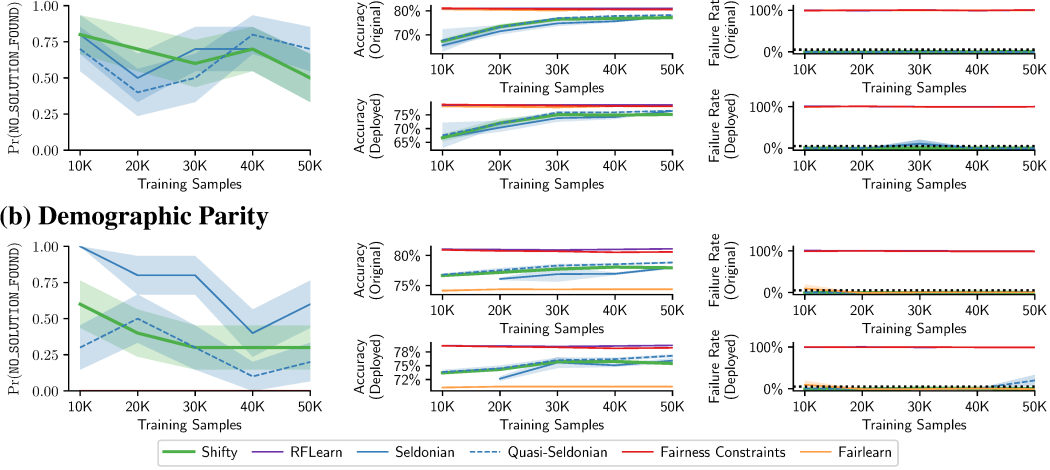 1.00
0.75
0.50
0.25
0.00
Pr(NO_SOLUTION_FOUND)
10K 20K 30K 40K 50K
Training Samples
Accuracy
(Original)
80%
70%
10K 20K 30K 40K 50K
Training Samples
Accuracy
(Deployed)
75%
70%
65%
10K 20K 30K 40K 50K
Training Samples
Failure Rate
(Original)
100%
0%
10K 20K 30K 40K 50K
Training Samples
Failure Rate
(Deployed)
100%
0%
10K 20K 30K 40K 50K
Training Samples
(b) Demographic Parity
1.00
0.75
0.50
0.25
0.00
Pr(NO_SOLUTION_FOUND)
10K 20K 30K 40K 50K
Training Samples
Accuracy
(Original)
80%
75%
10K 20K 30K 40K 50K
Training Samples
Accuracy
(Deployed)
78%
75%
72%
10K 20K 30K 40K 50K
Training Samples
Failure Rate
(Original)
100%
0%
10K 20K 30K 40K 50K
Training Samples
Failure Rate
(Deployed)
100%
0%
10K 20K 30K 40K 50K
Training Samples
Shifty RFLearn Seldonian Quasi-Seldonian Fairness Constraints Fairlearn